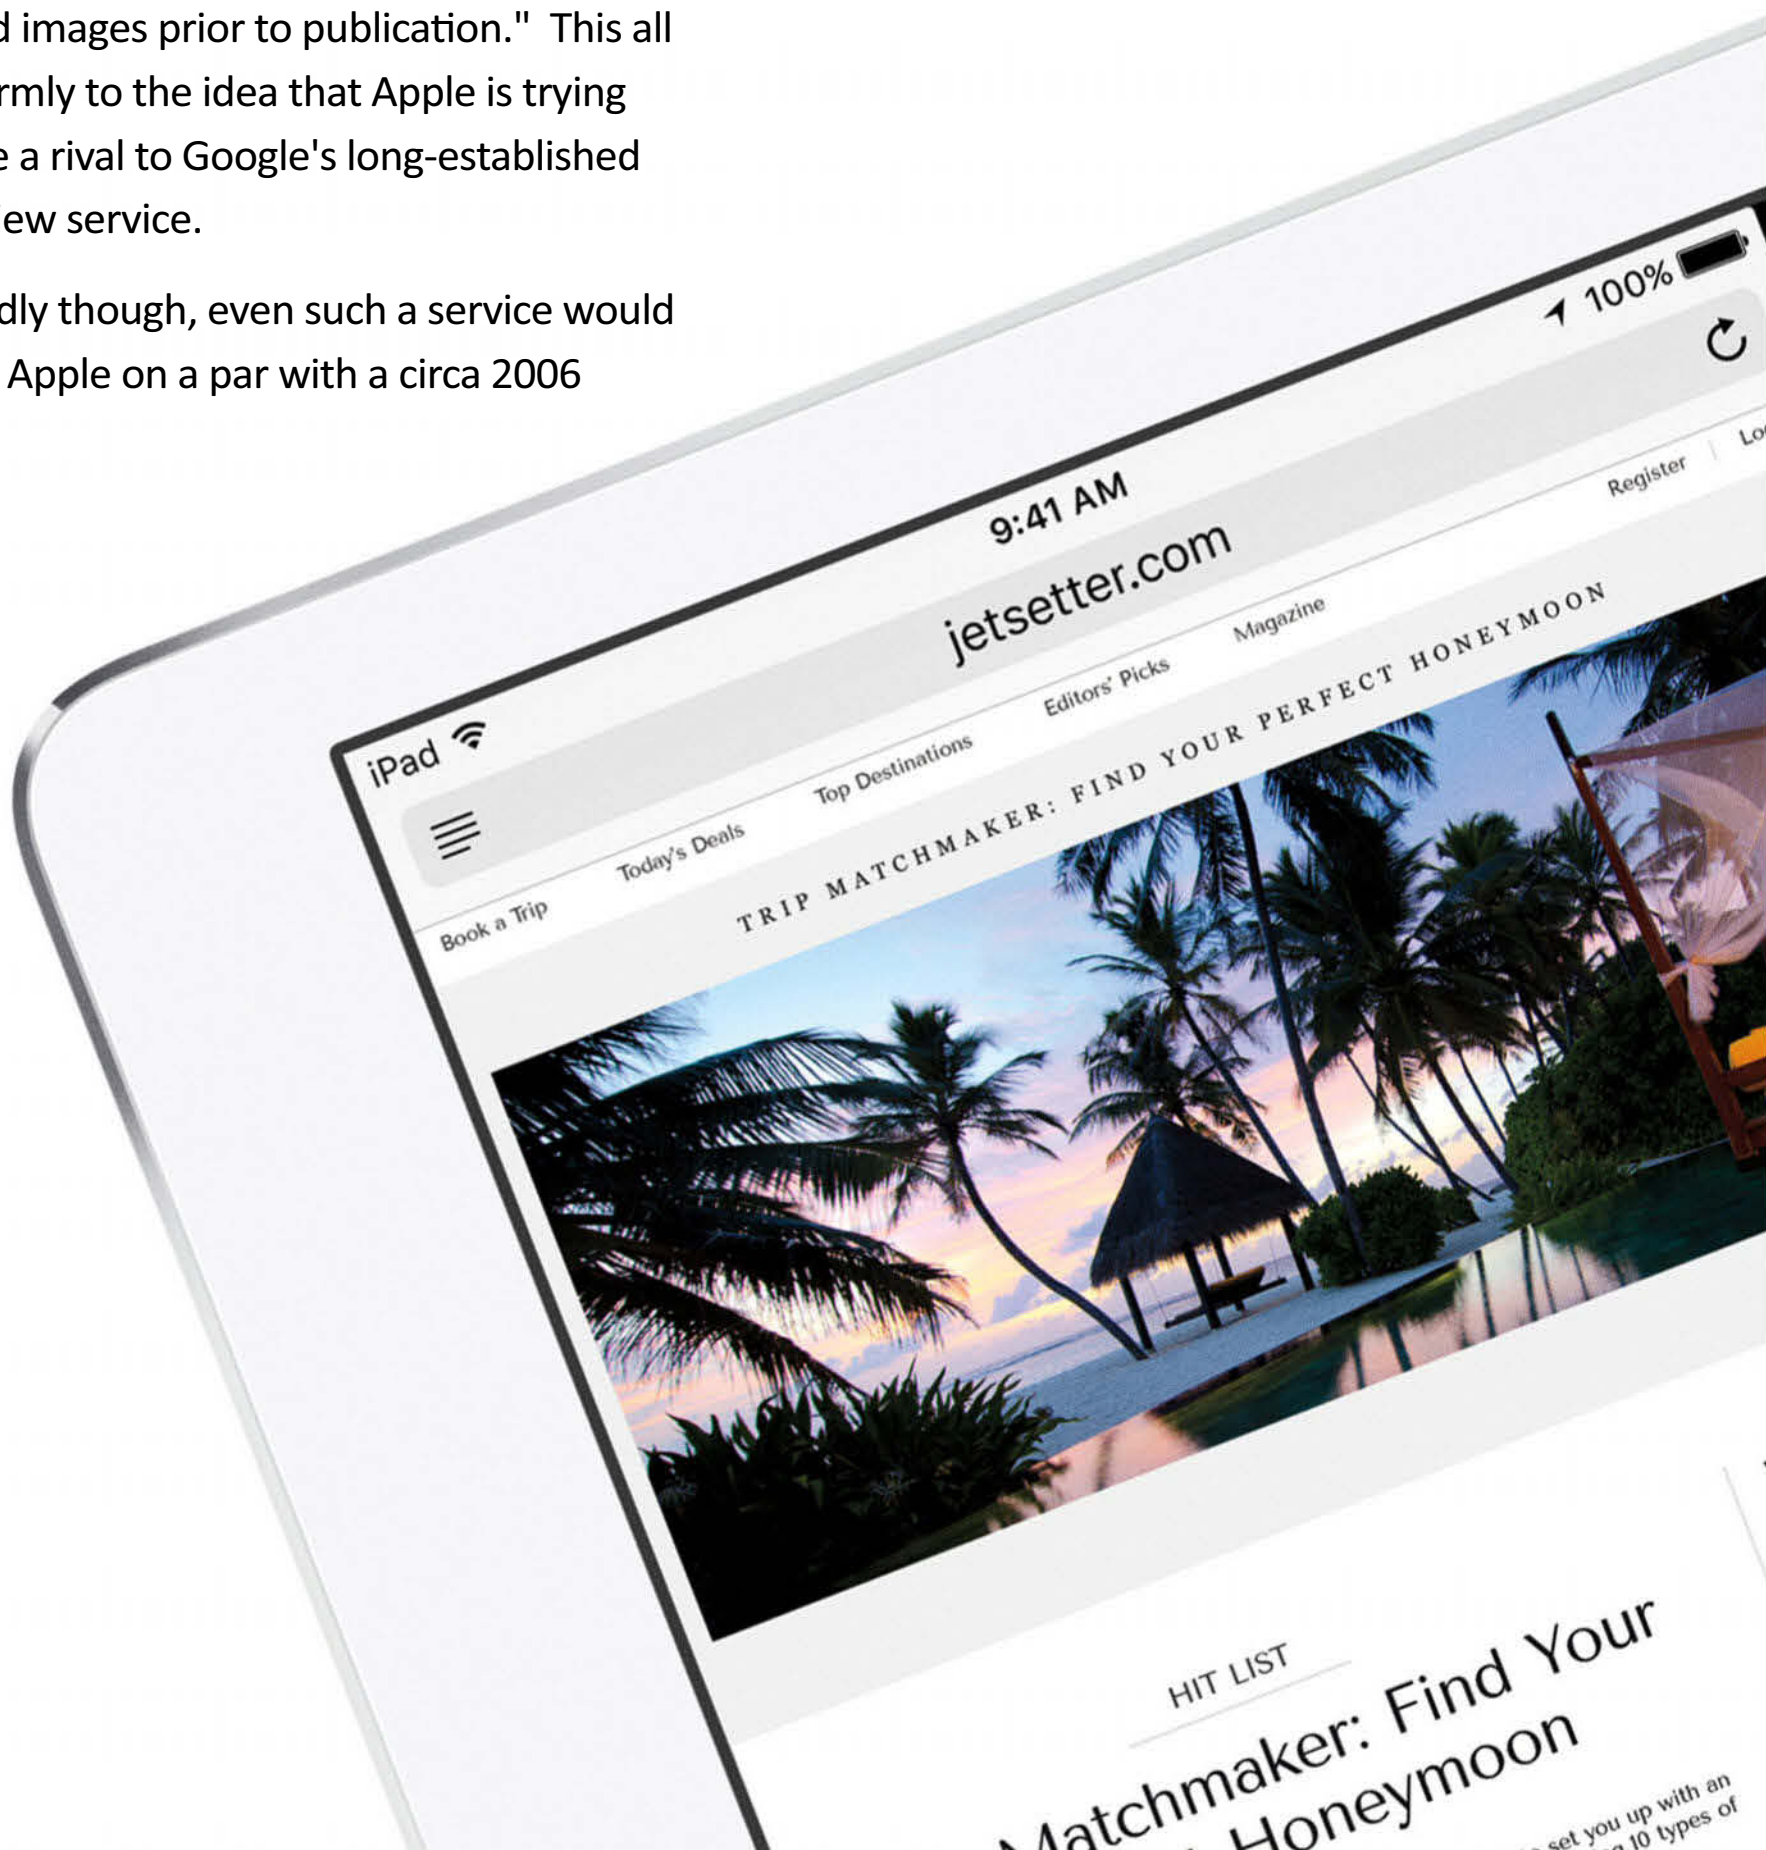 d images prior to publication." This all
rmly to the idea that Apple is trying
e a rival to Google's long-established
iew service.
dly though, even such a service would
Apple on a par with a circa 2006
iPad
9:41 AM
100%
jetsetter.com
Book a Trip
Today's Deals
Top Destinations
Editors' Picks
Magazine
Register
TRIP MATCHMAKER: FIND YOUR PERFECT HONEYMOON
HIT LIST
Matchmaker: Find Your
Honeymoon
set you up with an
10 types of